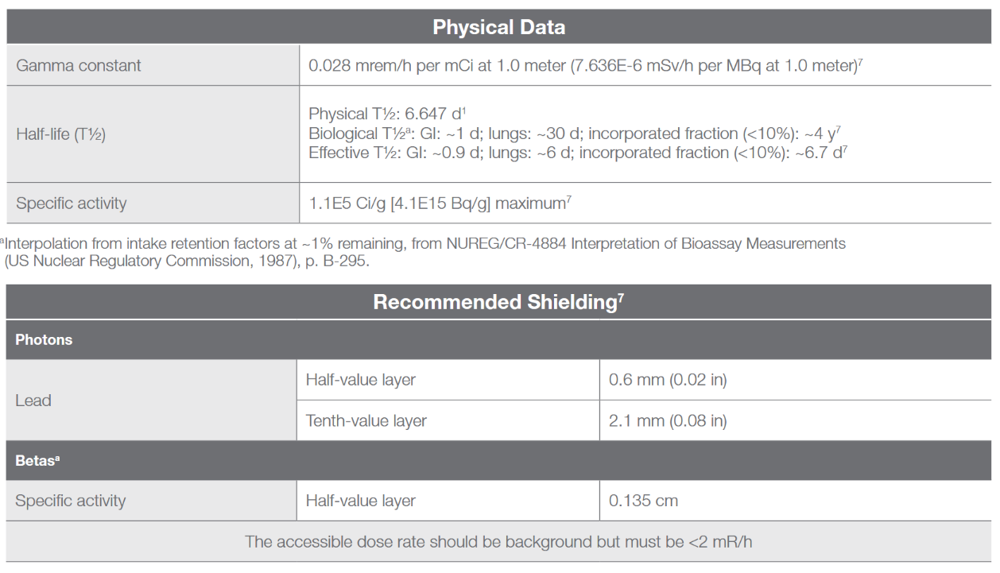 Physical Data
Gamma constant
0.028 mrem/h per mCi at 1.0 meter (7.636E-6 mSv/h per MBq at 1.0 meter)⁷
Half-life (T½)
Physical T½: 6.647 d¹
Biological T½ᵃ: GI: ~1 d; lungs: ~30 d; incorporated fraction (<10%): ~4 y⁷
Effective T½: GI: ~0.9 d; lungs: ~6 d; incorporated fraction (<10%): ~6.7 d⁷
Specific activity
1.1E5 Ci/g [4.1E15 Bq/g] maximum⁷
ᵃInterpolation from intake retention factors at ~1% remaining, from NUREG/CR-4884 Interpretation of Bioassay Measurements
(US Nuclear Regulatory Commission, 1987), p. B-295.
Recommended Shielding⁷
Photons
Lead
Half-value layer
0.6 mm (0.02 in)
Tenth-value layer
2.1 mm (0.08 in)
Betasᵃ
Specific activity
Half-value layer
0.135 cm
The accessible dose rate should be background but must be <2 mR/h